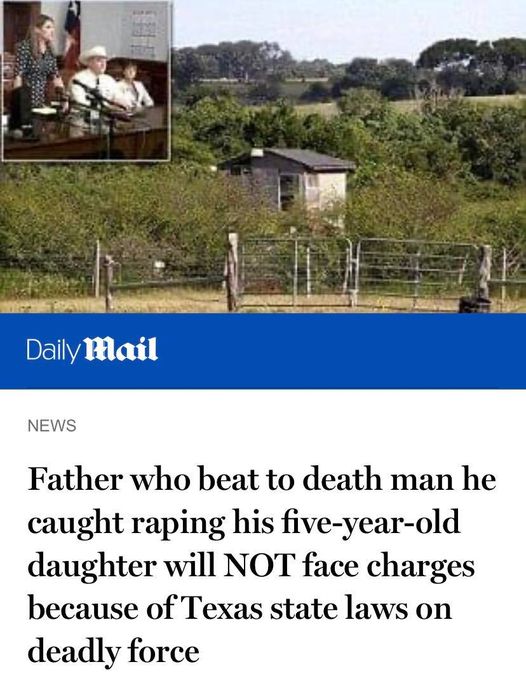 Daily Mail
NEWS
Father who beat to death man he
caught raping his five-year-old
daughter will NOT face charges
because of Texas state laws on
deadly force